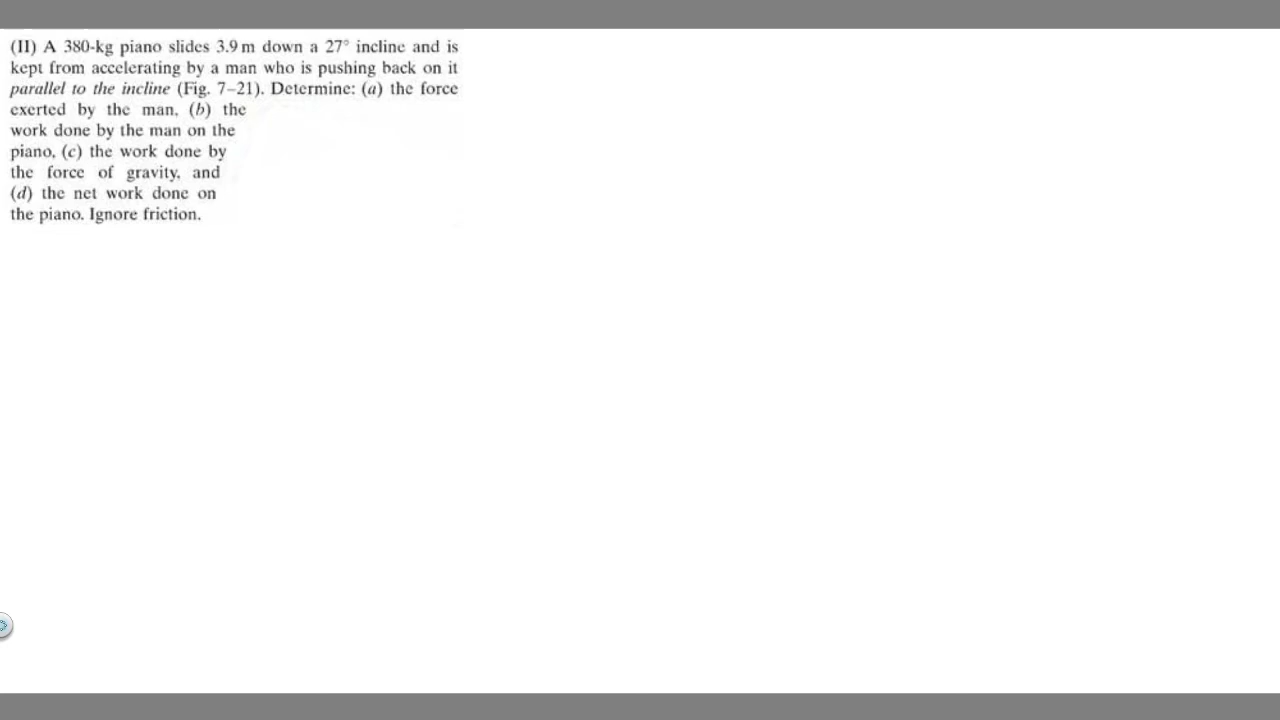 (II) A 380-kg piano slides 3.9 m down a 27° incline and is
kept from accelerating by a man who is pushing back on it
parallel to the incline (Fig. 7–21). Determine: (a) the force
exerted by the man, (b) the
work done by the man on the
piano, (c) the work done by
the force of gravity, and
(d) the net work done on
the piano. Ignore friction.